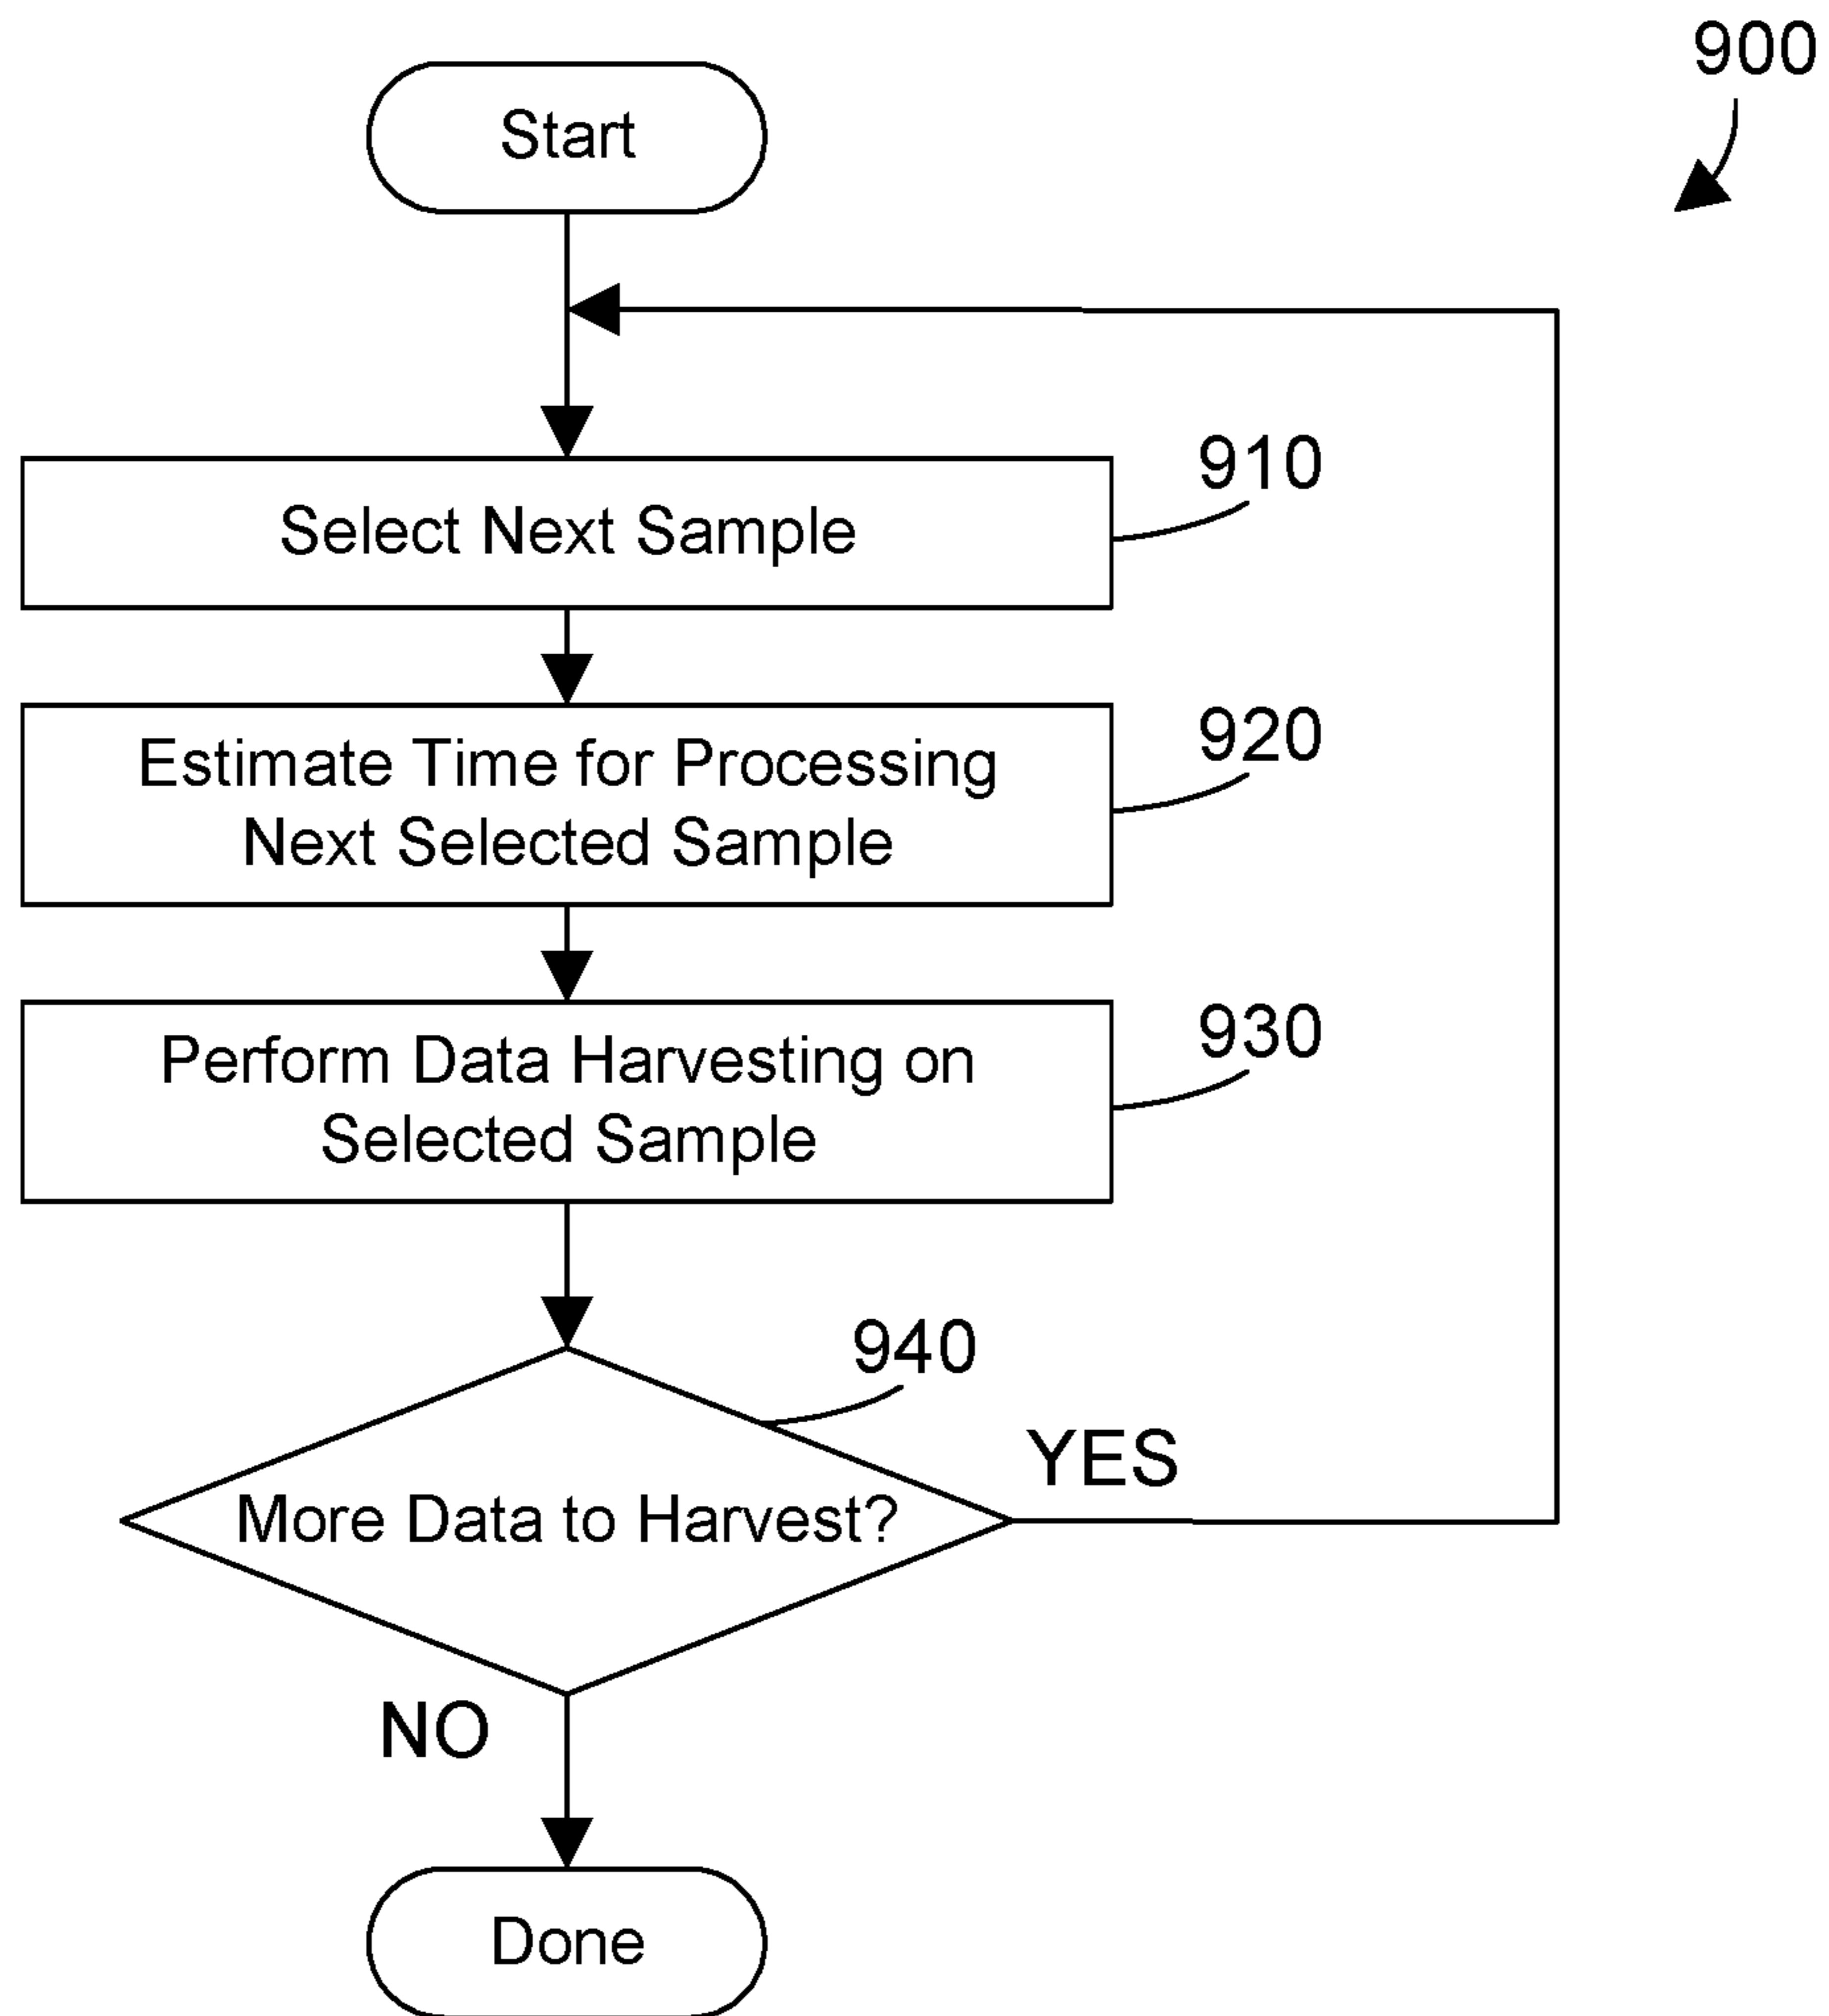 900
Start
910
Select Next Sample
920
Estimate Time for Processing
Next Selected Sample
930
Perform Data Harvesting on
Selected Sample
940
YES
More Data to Harvest?
NO
Done